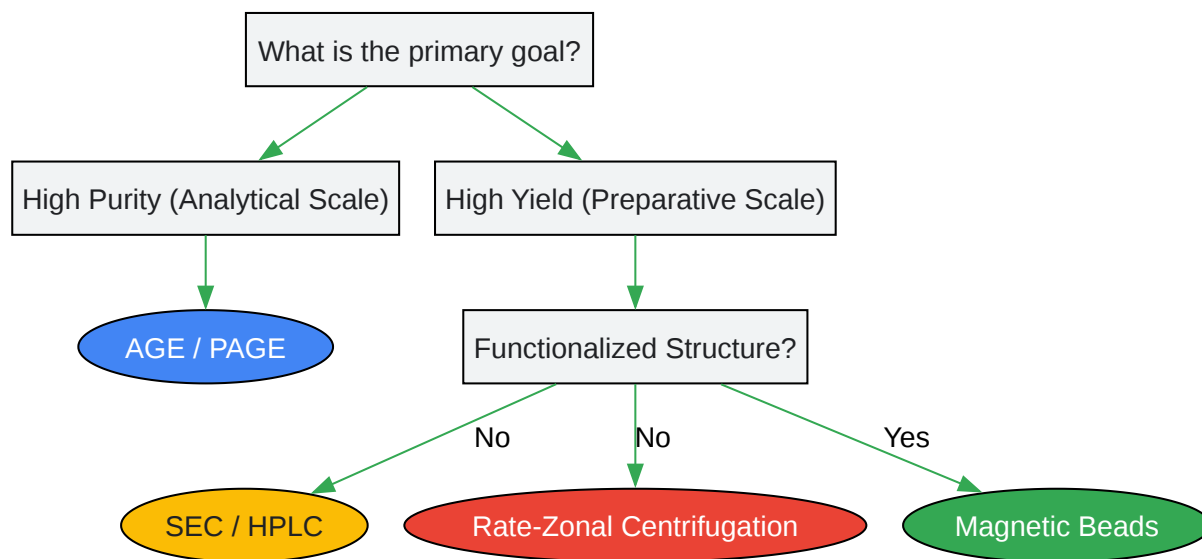 What is the primary goal?
High Purity (Analytical Scale)
High Yield (Preparative Scale)
AGE / PAGE
Functionalized Structure?
No
No
Yes
SEC / HPLC
Rate-Zonal Centrifugation
Magnetic Beads